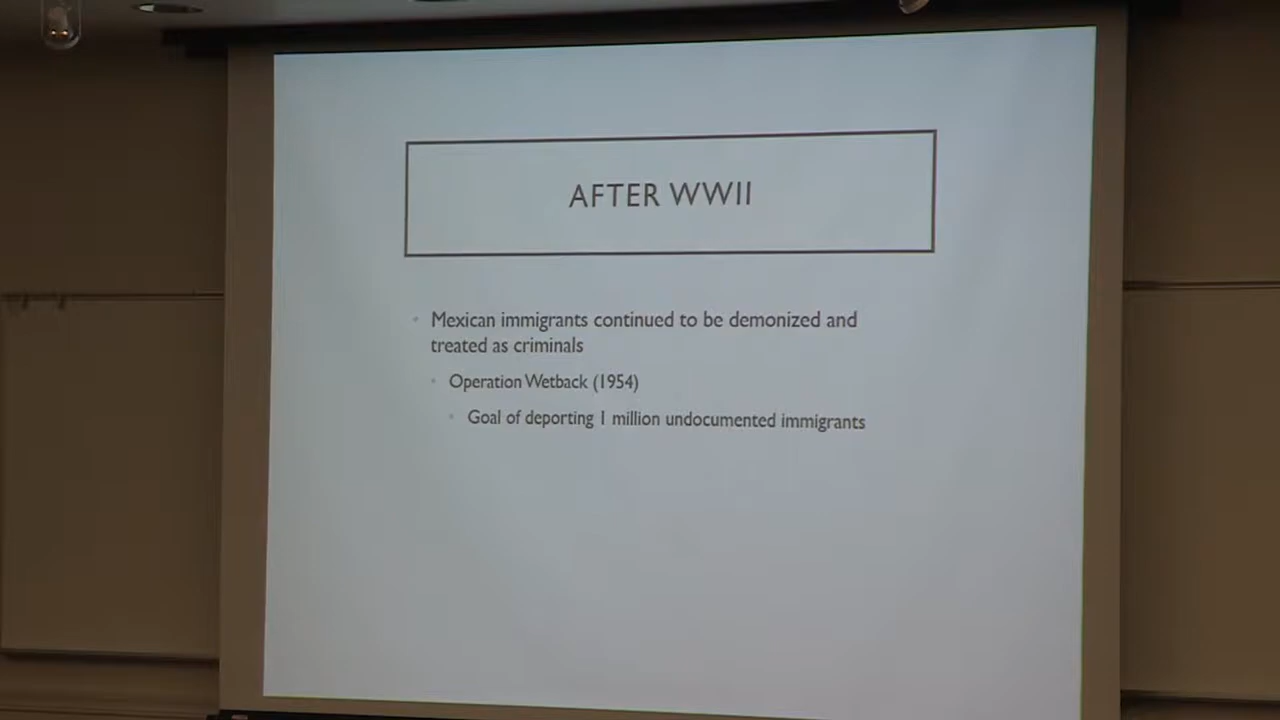 AFTER WWII
Mexican immigrants continued to be demonized and
treated as criminals
Operation Wetback (1954)
Goal of deporting 1 million undocumented immigrants